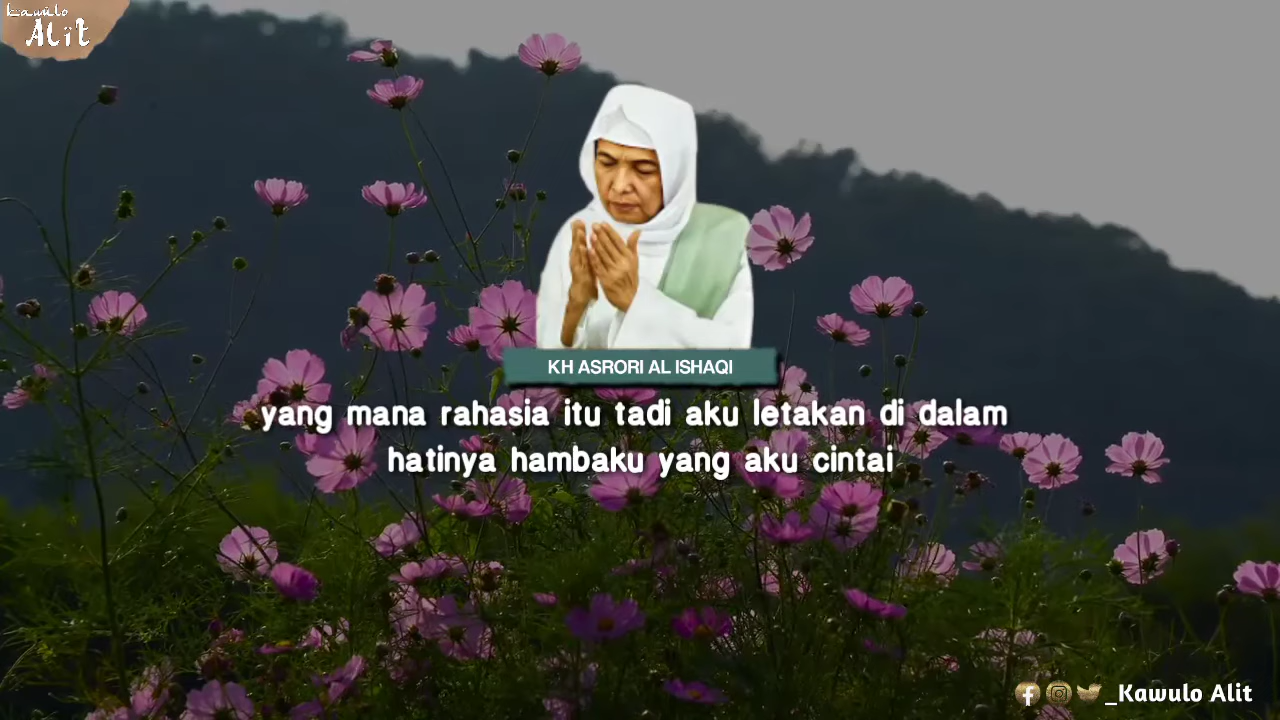 Kawulo
Alit
KH ASRORI AL ISHAQI
yang mana rahasia itu tadi aku letakan di dalam
hatinya hambaku yang aku cintai
_Kawulo Alit